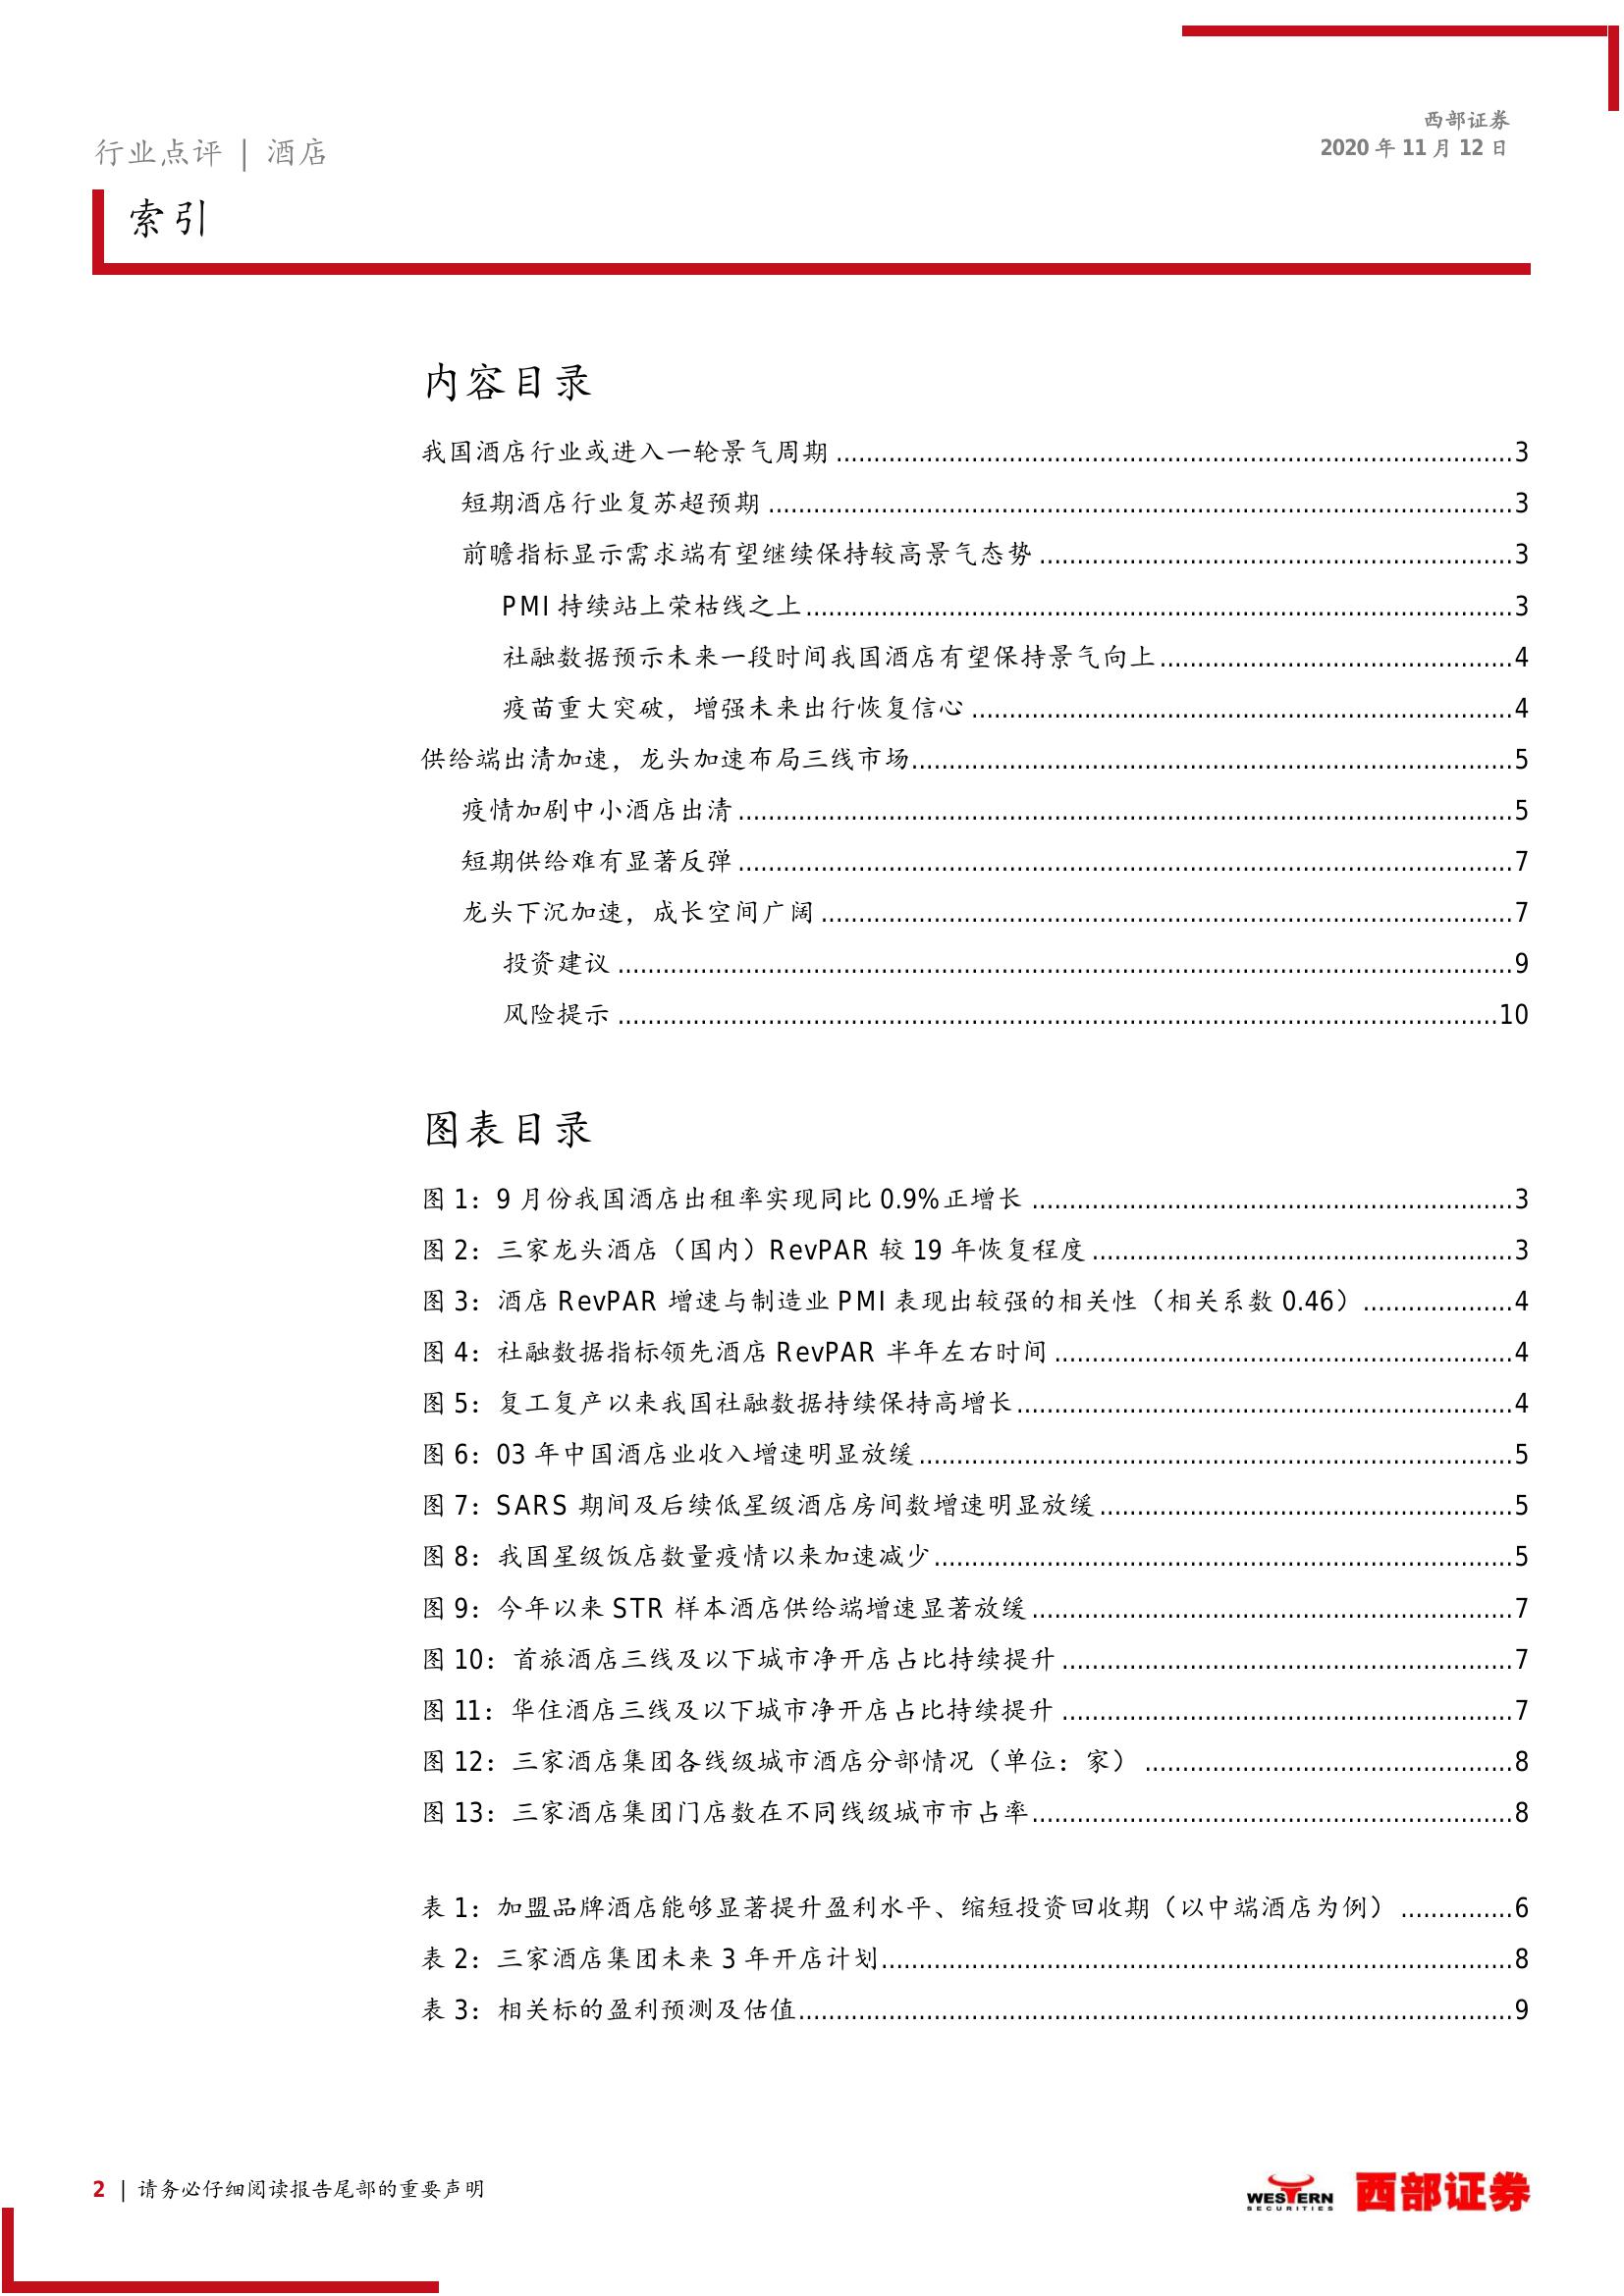 西部证券
行业点评 | 酒店
2020 年 11 月 12 日
索引
内容目录
我国酒店行业或进入一轮景气周期 ........ 3
短期酒店行业复苏超预期 ........ 3
前瞻指标显示需求端有望继续保持较高景气态势 ........ 3
PMI 持续站上荣枯线之上 ........ 3
社融数据预示未来一段时间我国酒店有望保持景气向上 ........ 4
疫苗重大突破，增强未来出行恢复信心 ........ 4
供给端出清加速，龙头加速布局三线市场 ........ 5
疫情加剧中小酒店出清 ........ 5
短期供给难有显著反弹 ........ 7
龙头下沉加速，成长空间广阔 ........ 7
投资建议 ........ 9
风险提示 ........ 10
图表目录
图 1：9 月份我国酒店出租率实现同比 0.9%正增长 ........ 3
图 2：三家龙头酒店（国内）RevPAR 较 19 年恢复程度 ........ 3
图 3：酒店 RevPAR 增速与制造业 PMI 表现出较强的相关性（相关系数 0.46） ........ 4
图 4：社融数据指标领先酒店 RevPAR 半年左右时间 ........ 4
图 5：复工复产以来我国社融数据持续保持高增长 ........ 4
图 6：03 年中国酒店业收入增速明显放缓 ........ 5
图 7：SARS 期间及后续低星级酒店房间数增速明显放缓 ........ 5
图 8：我国星级饭店数量疫情以来加速减少 ........ 5
图 9：今年以来 STR 样本酒店供给端增速显著放缓 ........ 7
图 10：首旅酒店三线及以下城市净开店占比持续提升 ........ 7
图 11：华住酒店三线及以下城市净开店占比持续提升 ........ 7
图 12：三家酒店集团各线级城市酒店分部情况（单位：家） ........ 8
图 13：三家酒店集团门店数在不同线级城市市占率 ........ 8
表 1：加盟品牌酒店能够显著提升盈利水平、缩短投资回收期（以中端酒店为例） ........ 6
表 2：三家酒店集团未来 3 年开店计划 ........ 8
表 3：相关标的盈利预测及估值 ........ 9
2 | 请务必仔细阅读报告尾部的重要声明
WESTERN
SECURITIES
西部证券